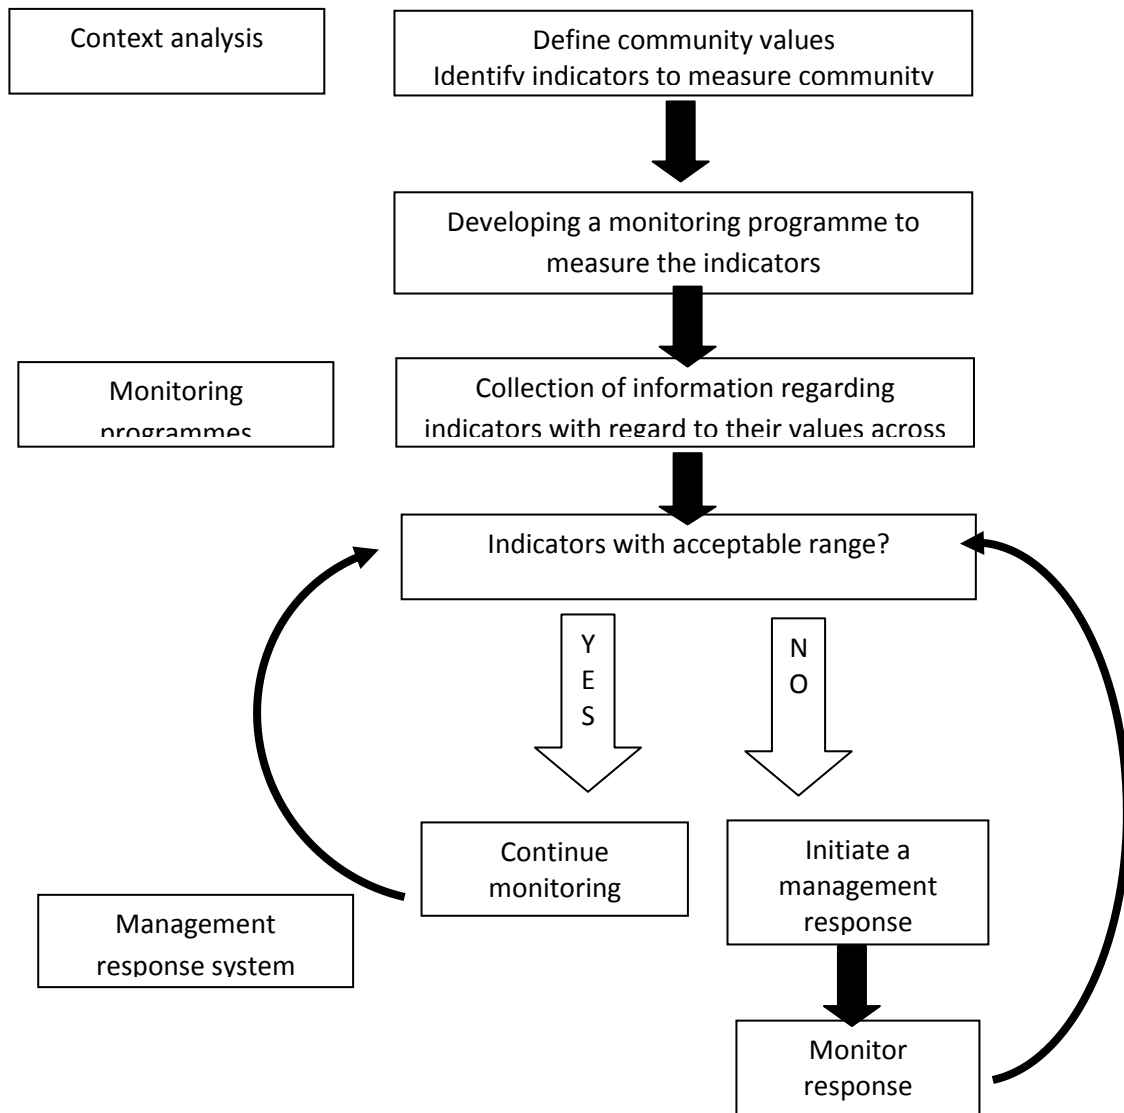 Context analysis
Define community values
Identify indicators to measure community
Developing a monitoring programme to
measure the indicators
Monitoring
programmes
Collection of information regarding
indicators with regard to their values across
Indicators with acceptable range?
Y
E
S
N
O
Continue
monitoring
Initiate a
management
response
Management
response system
Monitor
response